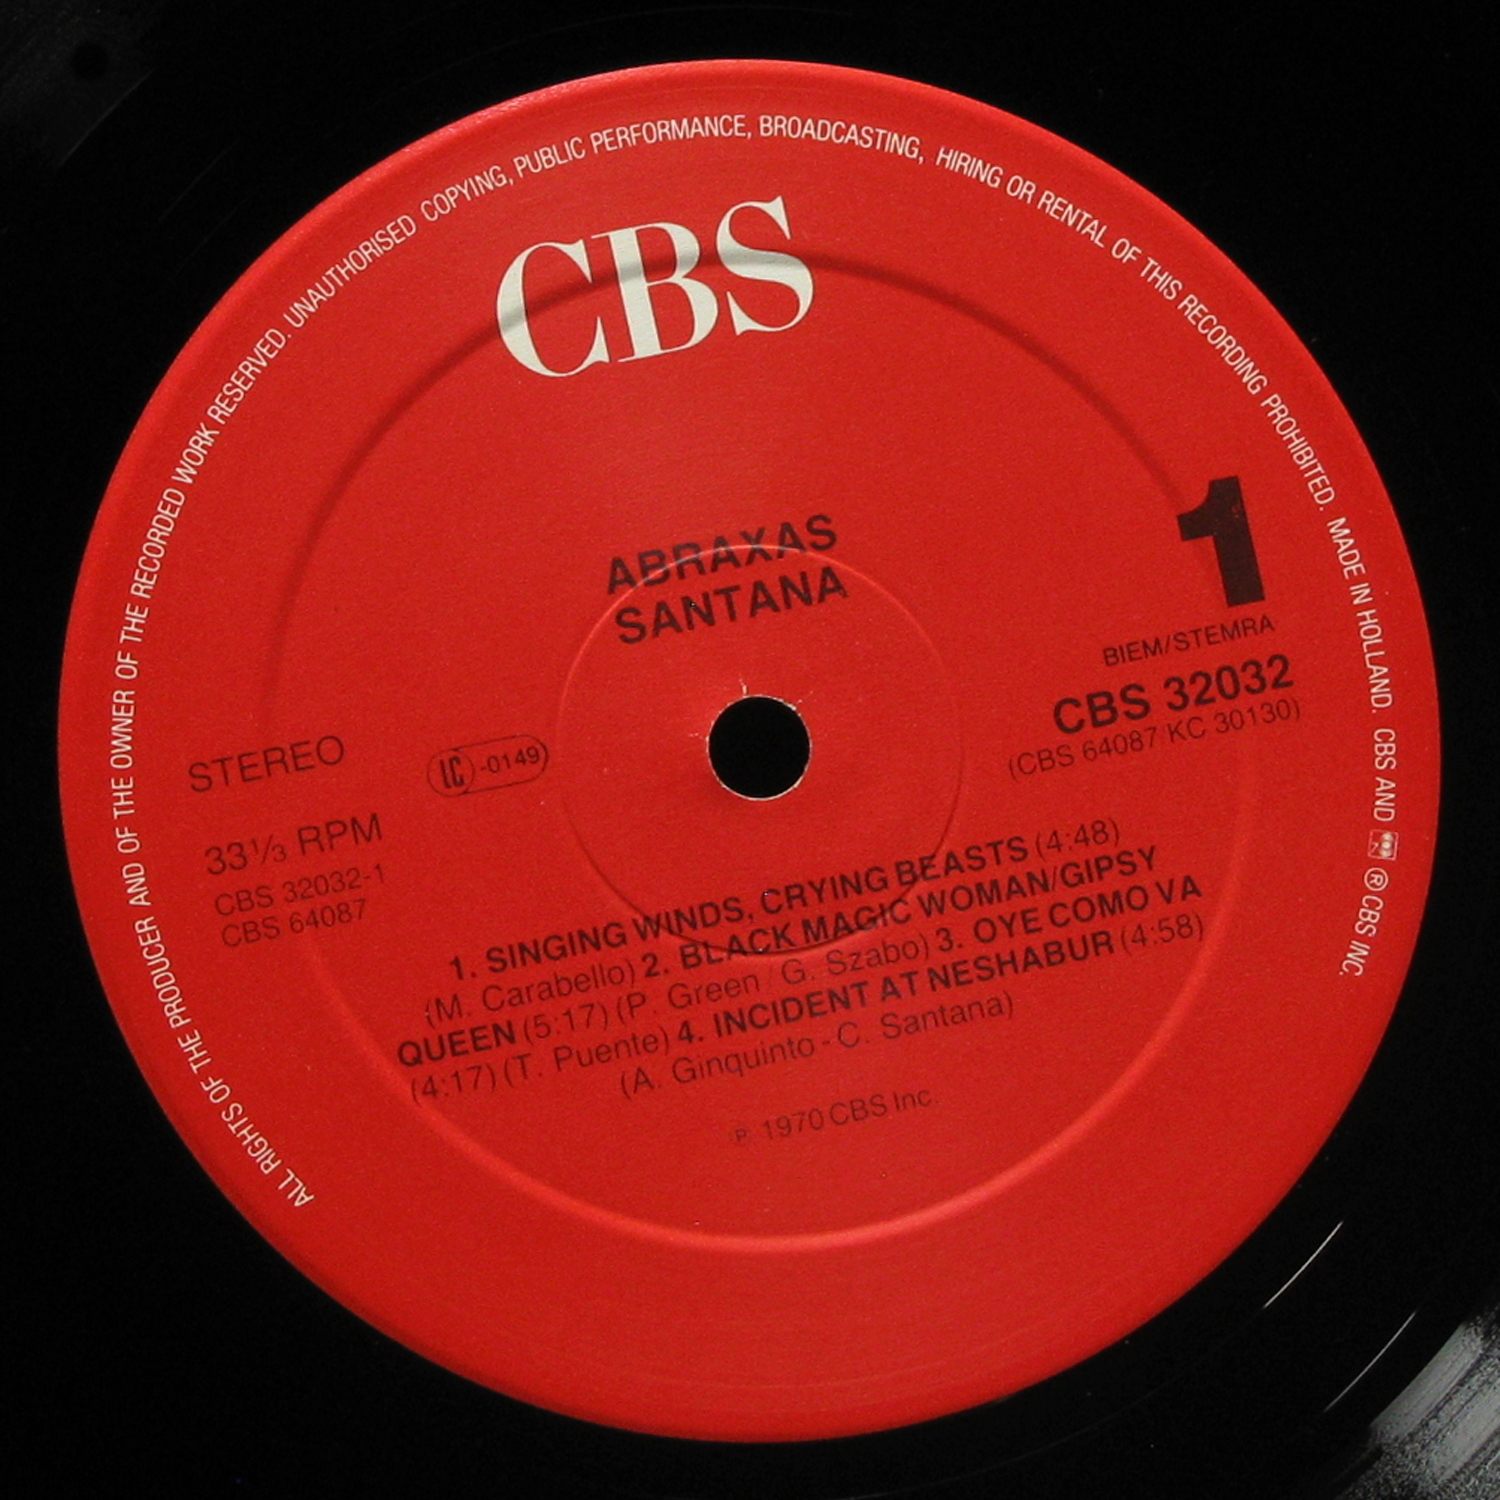 ALL RIGHTS OF THE PRODUCER AND OF THE OWNER OF THE RECORDED WORK RESERVED. UNAUTHORISED COPYING, PUBLIC PERFORMANCE, BROADCASTING, HIRING OR RENTAL OF THIS RECORDING PROHIBITED. MADE IN HOLLAND. CBS AND ® CBS INC.
CBS
ABRAXAS
SANTANA
1
BIEM/STEMRA
CBS 32032
(CBS 64087 KC 30130)
STEREO
LC-0149
33⅓ RPM
CBS 32032-1
CBS 64087
1. SINGING WINDS, CRYING BEASTS (4:48)
(M. Carabello) 2. BLACK MAGIC WOMAN/GIPSY
QUEEN (5:17) (P. Green / G. Szabo) 3. OYE COMO VA
(4:17) (T. Puente) 4. INCIDENT AT NESHABUR (4:58)
(A. Ginquinto - C. Santana)
℗ 1970 CBS Inc.